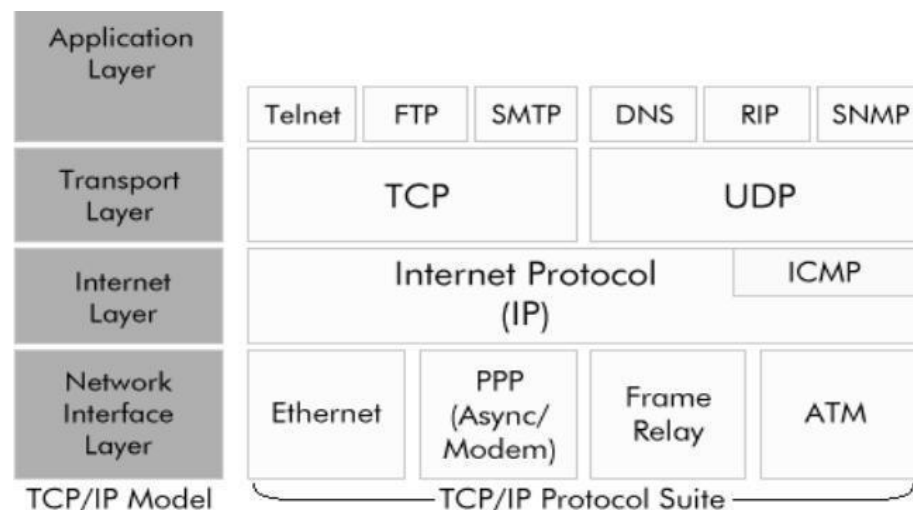 Application
Layer
Telnet
FTP
SMTP
DNS
RIP
SNMP
Transport
Layer
TCP
UDP
Internet
Layer
Internet Protocol
(IP)
ICMP
Network
Interface
Layer
Ethernet
PPP
(Async/
Modem)
Frame
Relay
ATM
TCP/IP Model
TCP/IP Protocol Suite